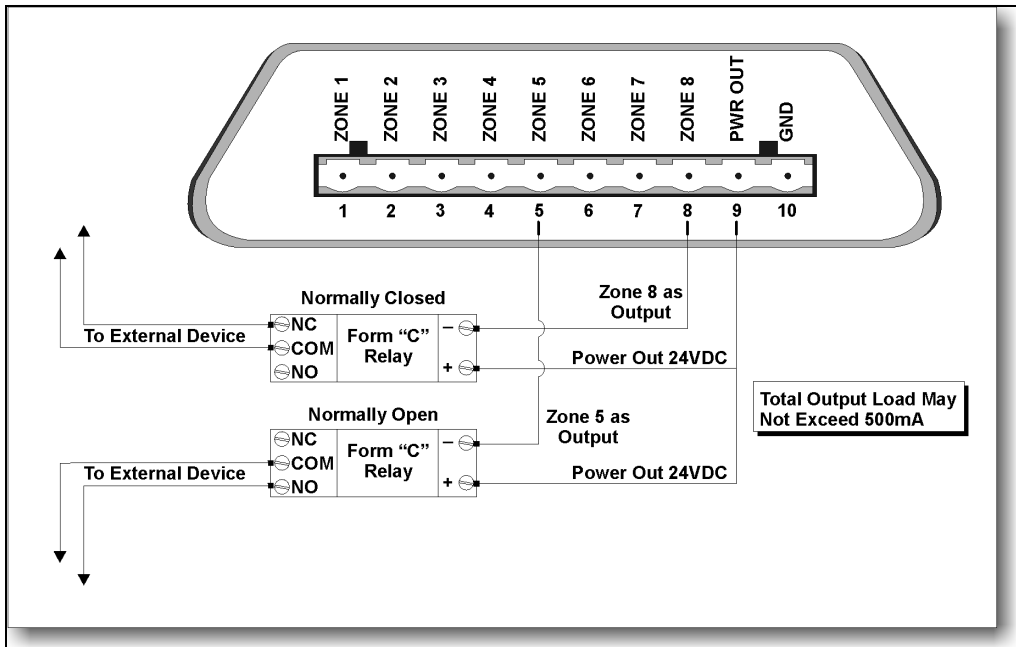 ZONE 1
ZONE 2
ZONE 3
ZONE 4
ZONE 5
ZONE 6
ZONE 7
ZONE 8
PWR OUT
GND
1 2 3 4 5 6 7 8 9 10
Normally Closed
NC
COM
NO
Form “C”
Relay
–
+
To External Device
Zone 8 as
Output
Power Out 24VDC
Total Output Load May
Not Exceed 500mA
Normally Open
NC
COM
NO
Form “C”
Relay
–
+
To External Device
Zone 5 as
Output
Power Out 24VDC